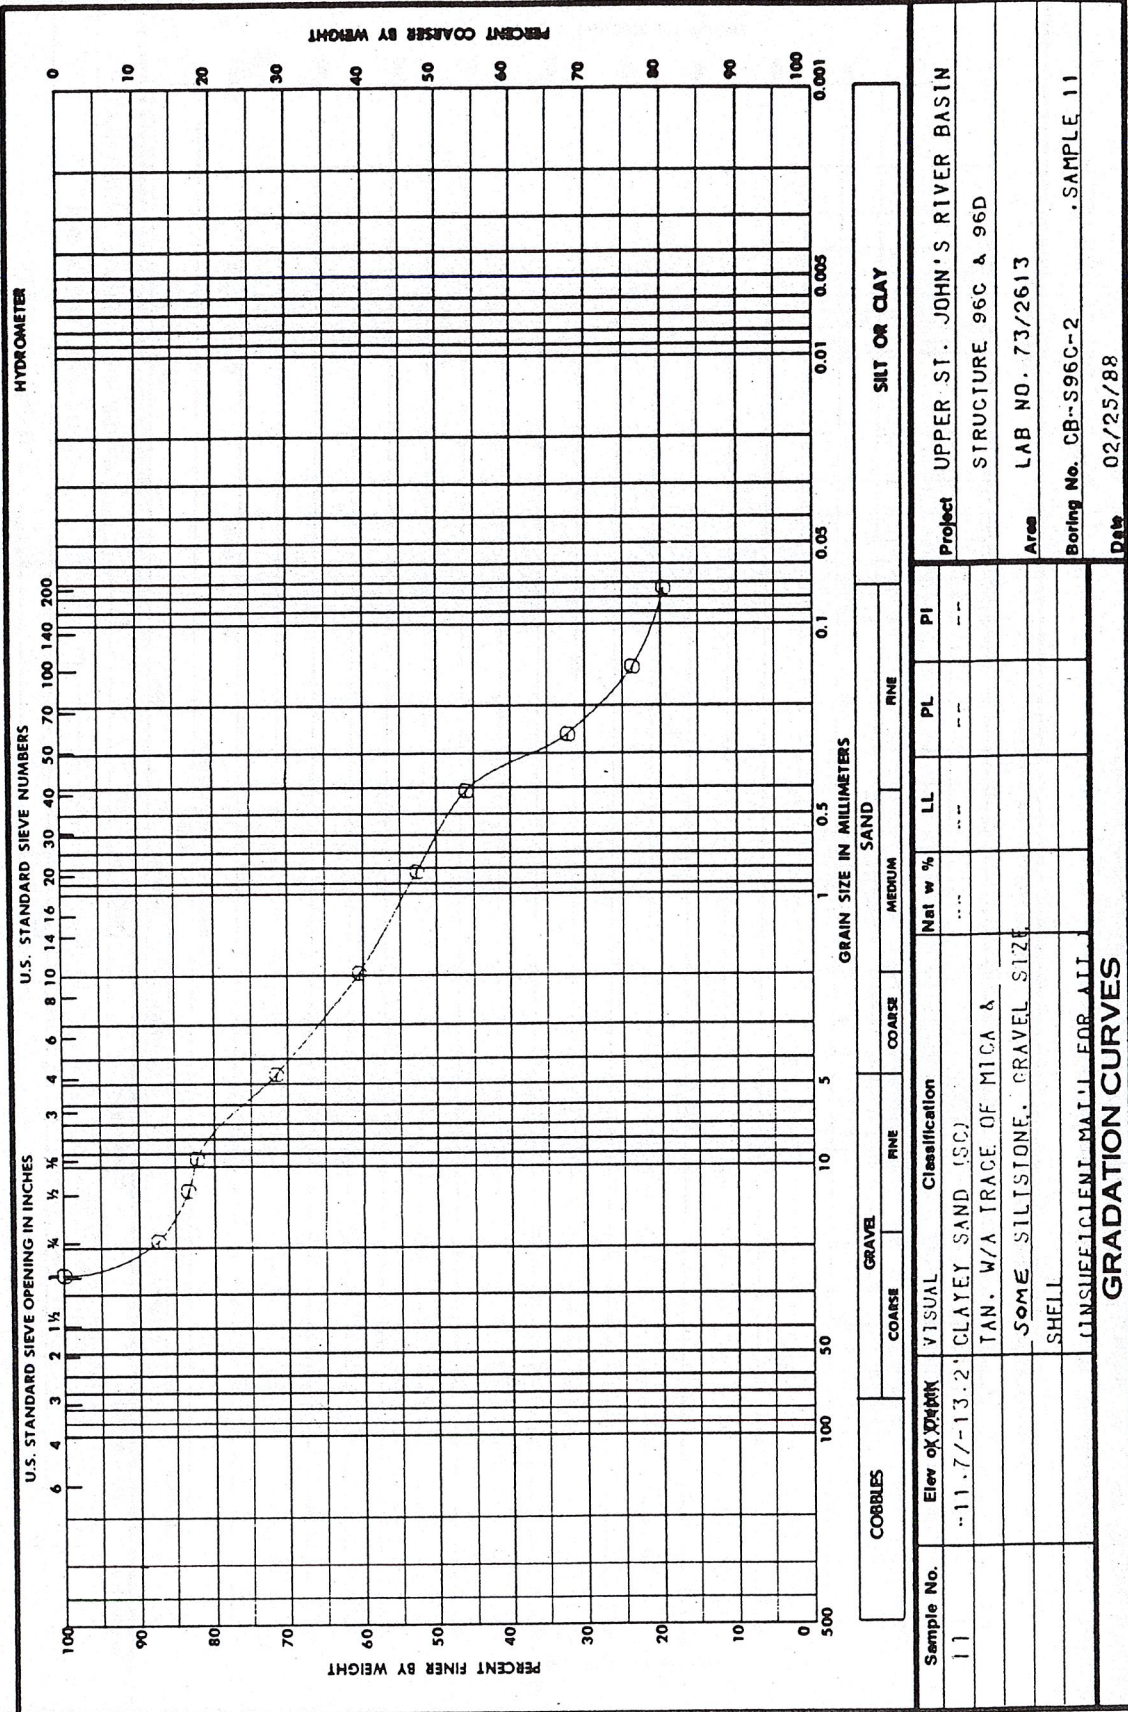 U.S. STANDARD SIEVE OPENING IN INCHES
U.S. STANDARD SIEVE NUMBERS
HYDROMETER
6 4 3 2 1½ 1 ¾ ½ ⅜ 3 4 6 8 10 14 16 20 30 40 50 70 100 140 200
PERCENT FINER BY WEIGHT
100
90
80
70
60
50
40
30
20
10
0
PERCENT COARSER BY WEIGHT
0
10
20
30
40
50
60
70
80
90
100
500 100 50 10 5 1 0.5 0.1 0.05 0.01 0.005 0.001
GRAIN SIZE IN MILLIMETERS
COBBLES
GRAVEL
SAND
SILT OR CLAY
COARSE
FINE
COARSE
MEDIUM
FINE
Sample No.
Elev
VISUAL Classification
Nat w %
LL
PL
PI
11
-11.7/-13.2'
CLAYEY SAND (SC)
--
--
--
--
TAN. W/A TRACE OF MICA &
SOME SILTSTONE, GRAVEL SIZE
SHELL
(INSUFFICIENT MAT'L FOR ATT.)
Project UPPER ST. JOHN'S RIVER BASIN
STRUCTURE 96C & 96D
Area LAB NO. 73/2613
Boring No. CB-S96C-2 .SAMPLE 11
Date 02/25/88
GRADATION CURVES